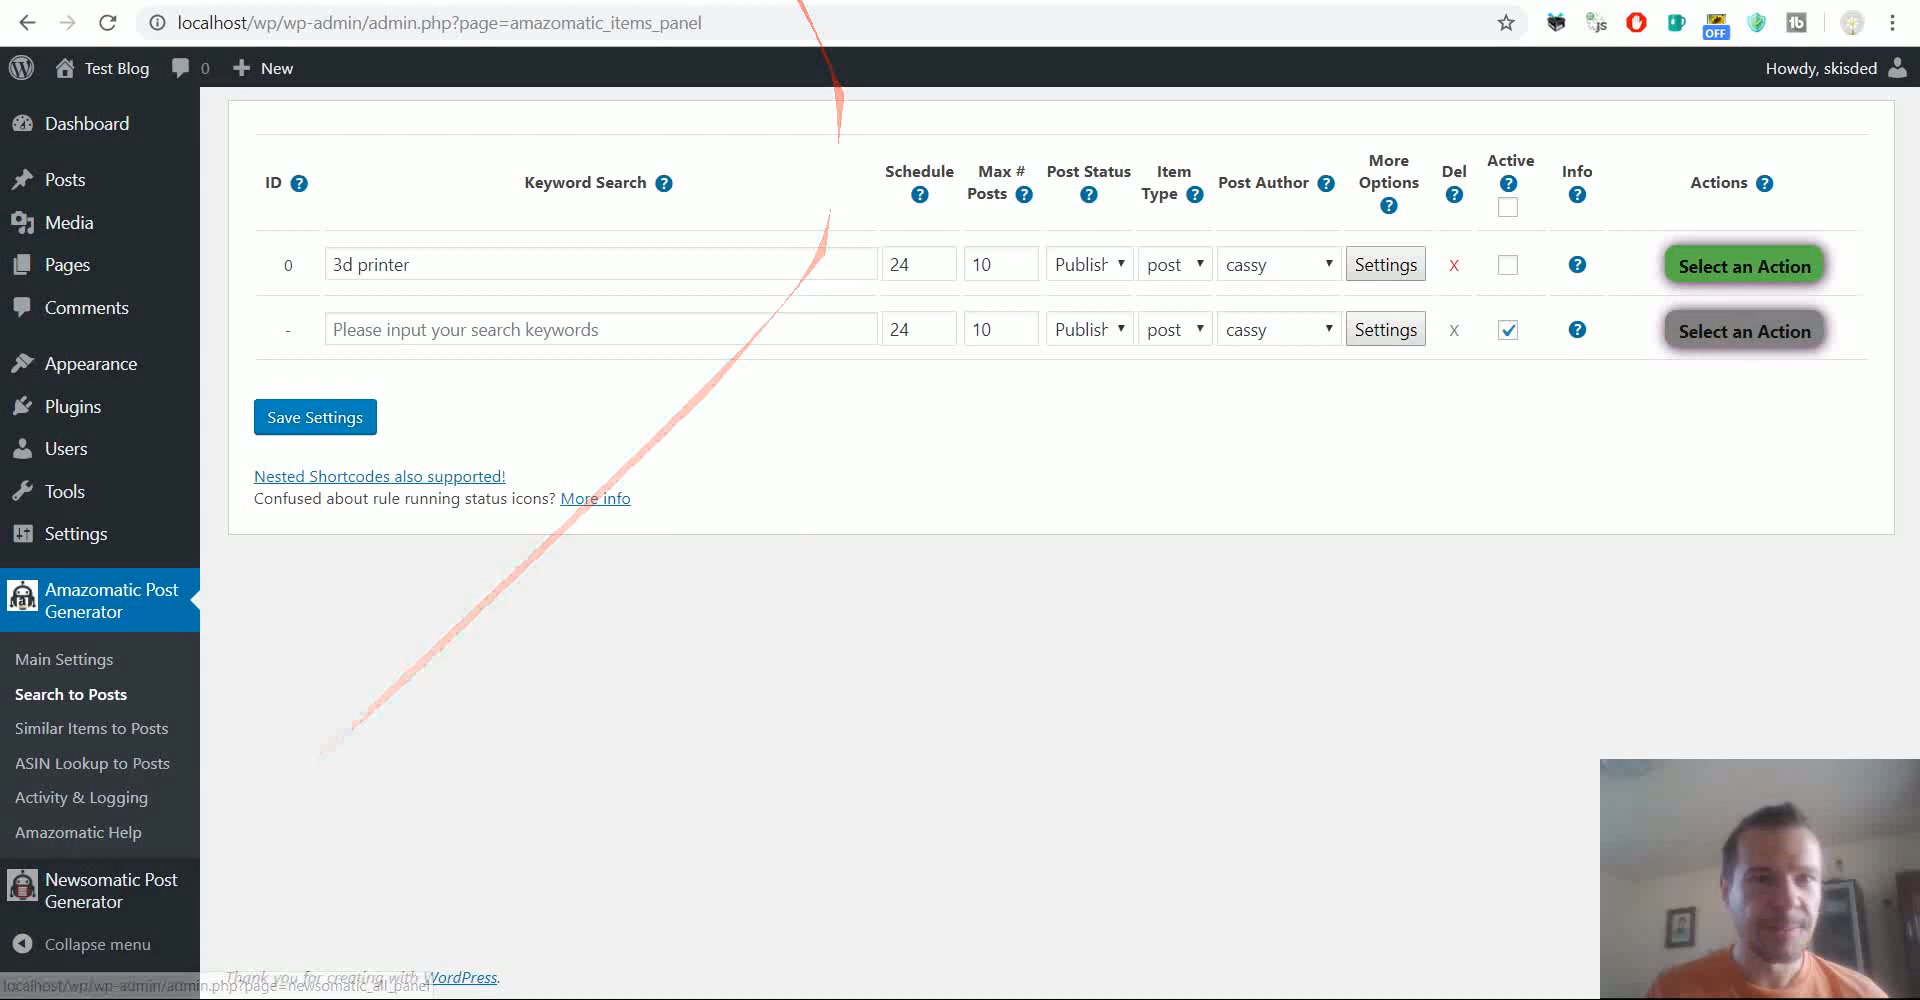 localhost/wp/wp-admin/admin.php?page=amazomatic_items_panel
JS
OFF
Test Blog 0 New
Howdy, skisded
Dashboard
Posts
Media
Pages
Comments
Appearance
Plugins
Users
Tools
Settings
Amazomatic Post
Generator
Main Settings
Search to Posts
Similar Items to Posts
ASIN Lookup to Posts
Activity & Logging
Amazomatic Help
Newsomatic Post
Generator
Collapse menu
ID ? Keyword Search ? Schedule ? Max # Posts ? Post Status ? Item Type ? Post Author ? More Options ? Del ? Active ? Info ? Actions ?
0 3d printer 24 10 Publish post cassy Settings X ? Select an Action
- Please input your search keywords 24 10 Publish post cassy Settings X ? Select an Action
Save Settings
Nested Shortcodes also supported!
Confused about rule running status icons? More info
Thank you for creating with WordPress.
localhost/wp/wp-admin/admin.php?page=newsomatic_all_panel